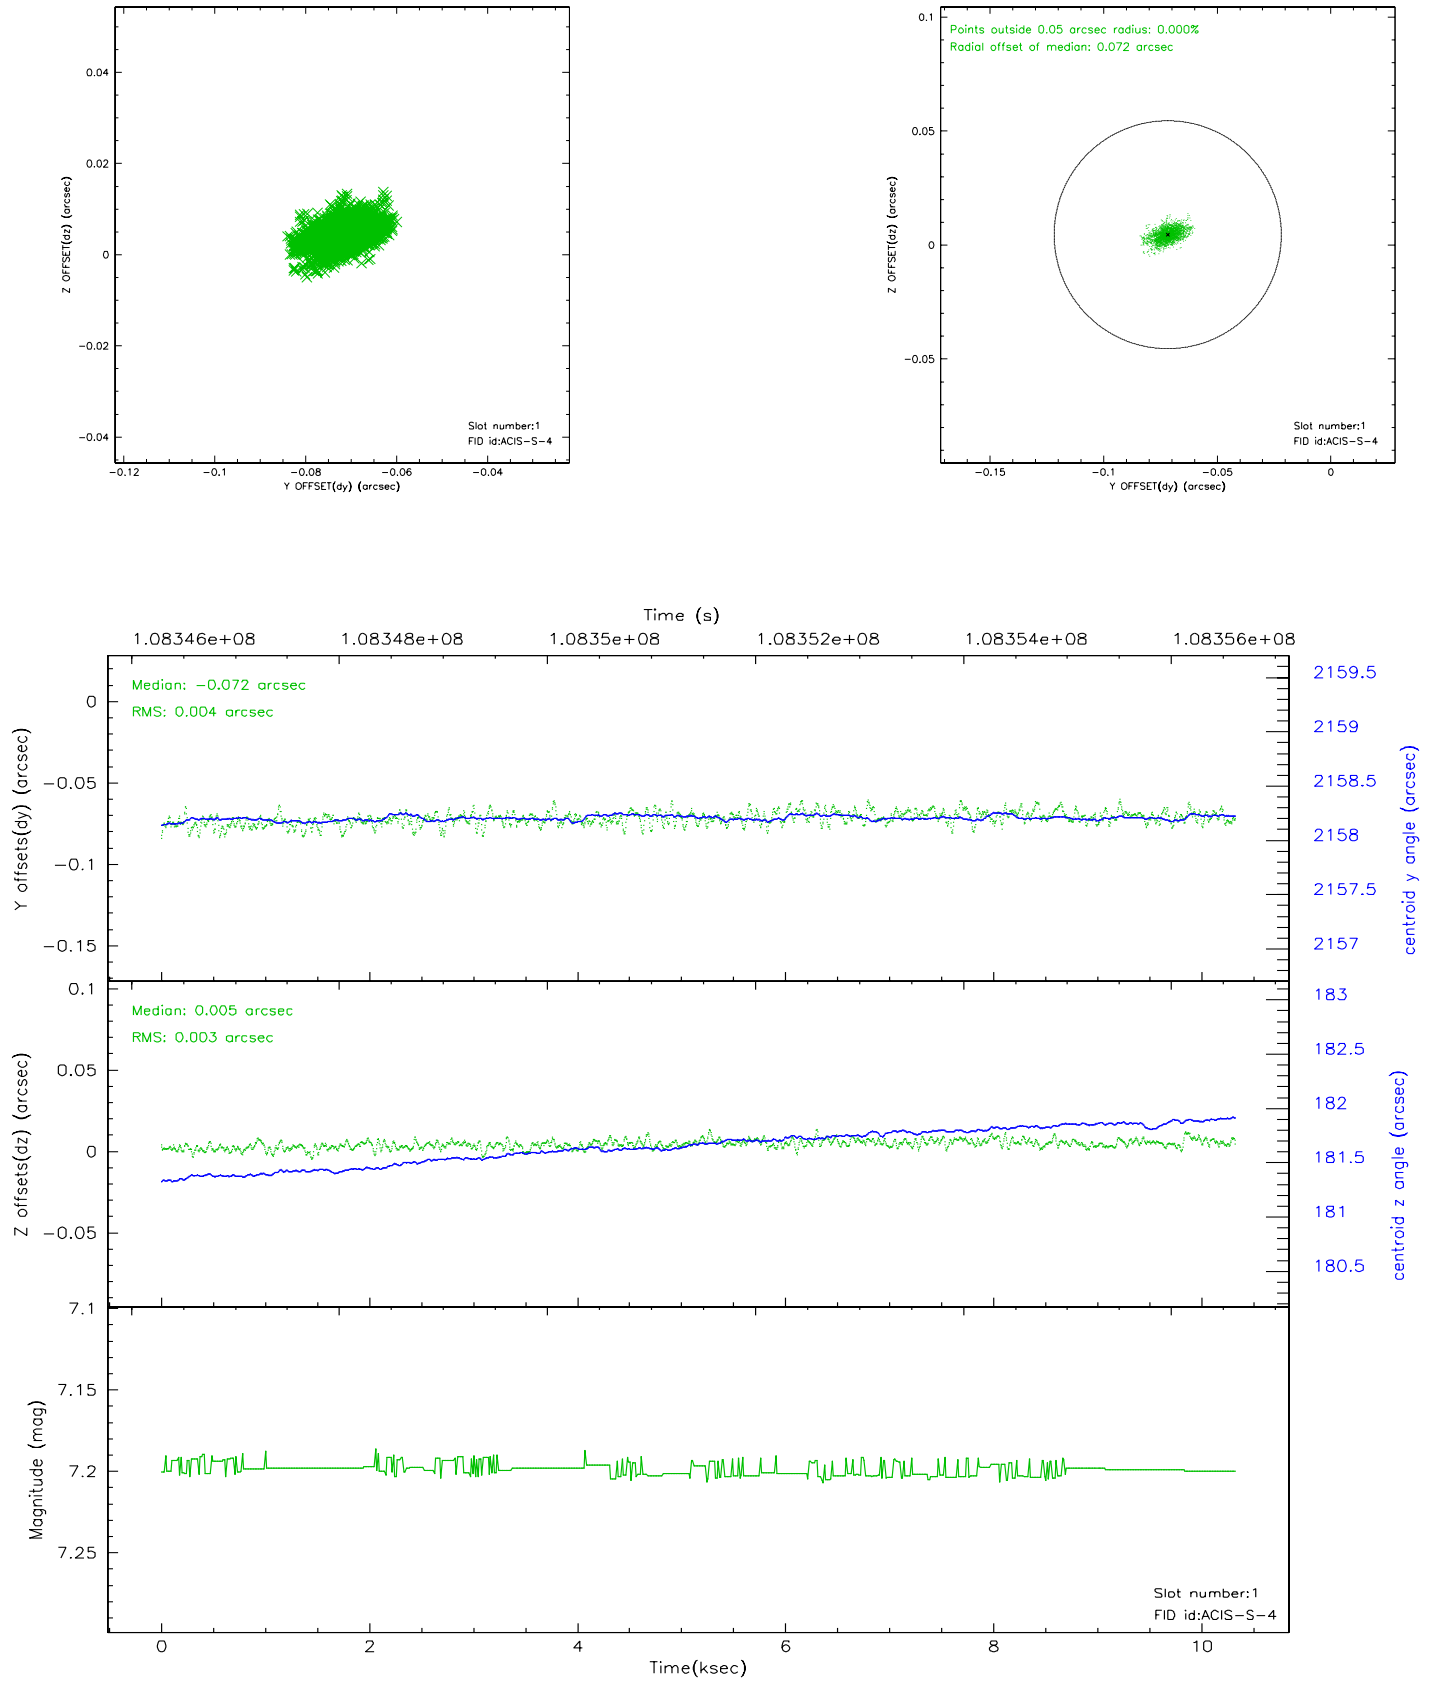 0.04
0.02
0
−0.02
−0.04
Z OFFSET(dz) (arcsec)
Slot number:1
FID id:ACIS−S−4
−0.12 −0.1 −0.08 −0.06 −0.04
Y OFFSET(dy) (arcsec)
0.1
0.05
0
−0.05
Z OFFSET(dz) (arcsec)
Points outside 0.05 arcsec radius: 0.000%
Radial offset of median: 0.072 arcsec
Slot number:1
FID id:ACIS−S−4
−0.15 −0.1 −0.05 0
Y OFFSET(dy) (arcsec)
Time (s)
1.08346e+08 1.08348e+08 1.0835e+08 1.08352e+08 1.08354e+08 1.08356e+08
Median: −0.072 arcsec
RMS: 0.004 arcsec
0
−0.05
−0.1
−0.15
Y offsets(dy) (arcsec)
2159.5
2159
2158.5
2158
2157.5
2157
centroid y angle (arcsec)
Median: 0.005 arcsec
RMS: 0.003 arcsec
0.1
0.05
0
−0.05
Z offsets(dz) (arcsec)
183
182.5
182
181.5
181
180.5
centroid z angle (arcsec)
7.1
7.15
7.2
7.25
Magnitude (mag)
Slot number:1
FID id:ACIS−S−4
0 2 4 6 8 10
Time(ksec)